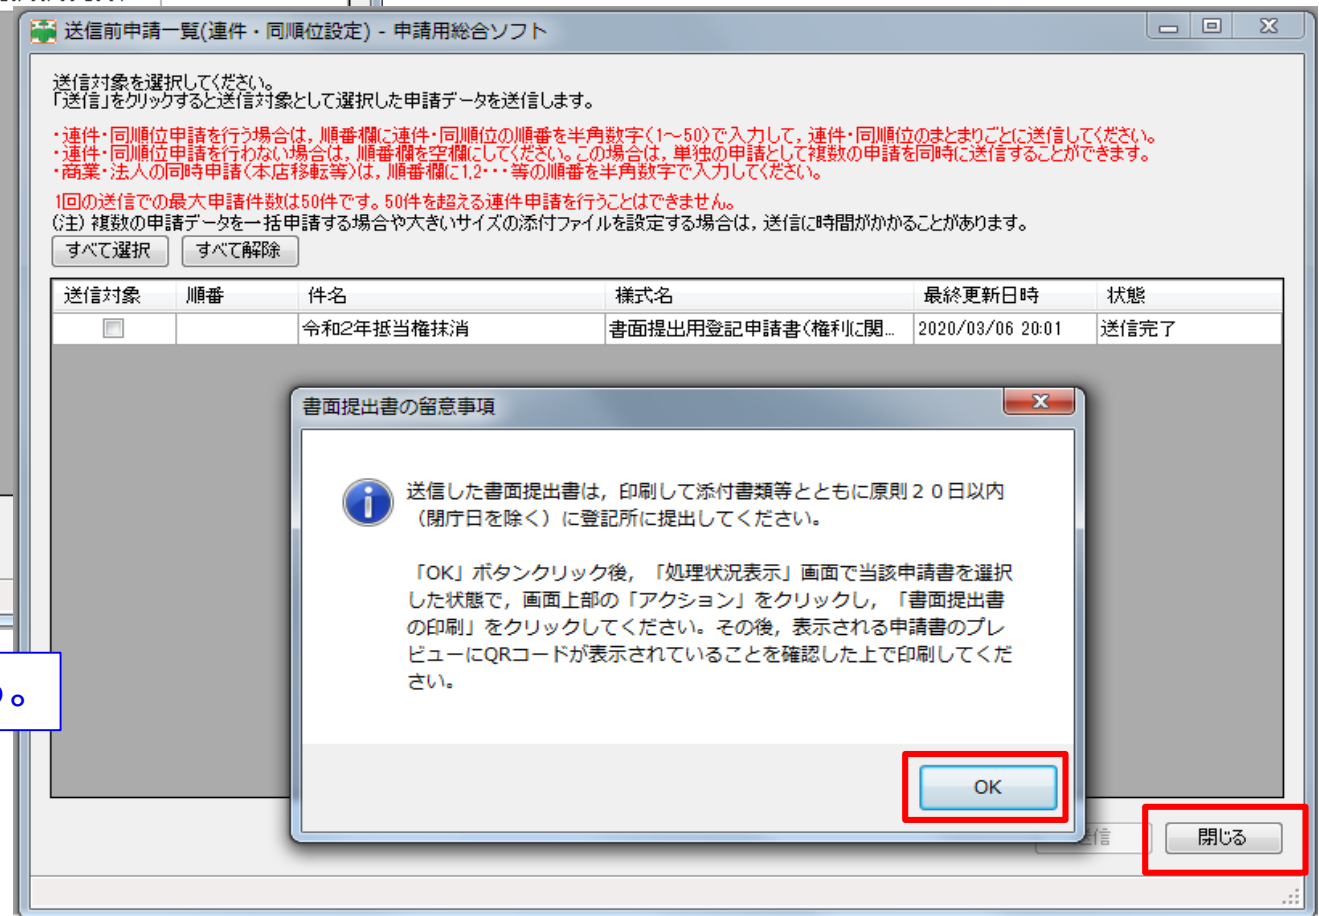 送信前申請一覧(連件・同順位設定) - 申請用総合ソフト
送信対象を選択してください。
「送信」をクリックすると送信対象として選択した申請データを送信します。
・連件・同順位申請を行う場合は，順番欄に連件・同順位の順番を半角数字(1～50)で入力して，連件・同順位のまとまりごとに送信してください。
・連件・同順位申請を行わない場合は，順番欄を空欄にしてください。この場合は，単独の申請として複数の申請を同時に送信することができます。
・商業・法人の同時申請(本店移転等)は，順番欄に1,2・・・等の順番を半角数字で入力してください。
1回の送信での最大申請件数は50件です。50件を超える連件申請を行うことはできません。
(注) 複数の申請データを一括申請する場合や大きいサイズの添付ファイルを設定する場合は，送信に時間がかかることがあります。
すべて選択 すべて解除
送信対象 順番 件名 様式名 最終更新日時 状態
令和2年抵当権抹消 書面提出用登記申請書(権利に関... 2020/03/06 20:01 送信完了
書面提出書の留意事項
送信した書面提出書は，印刷して添付書類等とともに原則２０日以内
（閉庁日を除く）に登記所に提出してください。
「OK」ボタンクリック後，「処理状況表示」画面で当該申請書を選択
した状態で，画面上部の「アクション」をクリックし，「書面提出書
の印刷」をクリックしてください。その後，表示される申請書のプレ
ビューにQRコードが表示されていることを確認した上で印刷してくだ
さい。
。
OK
信 閉じる